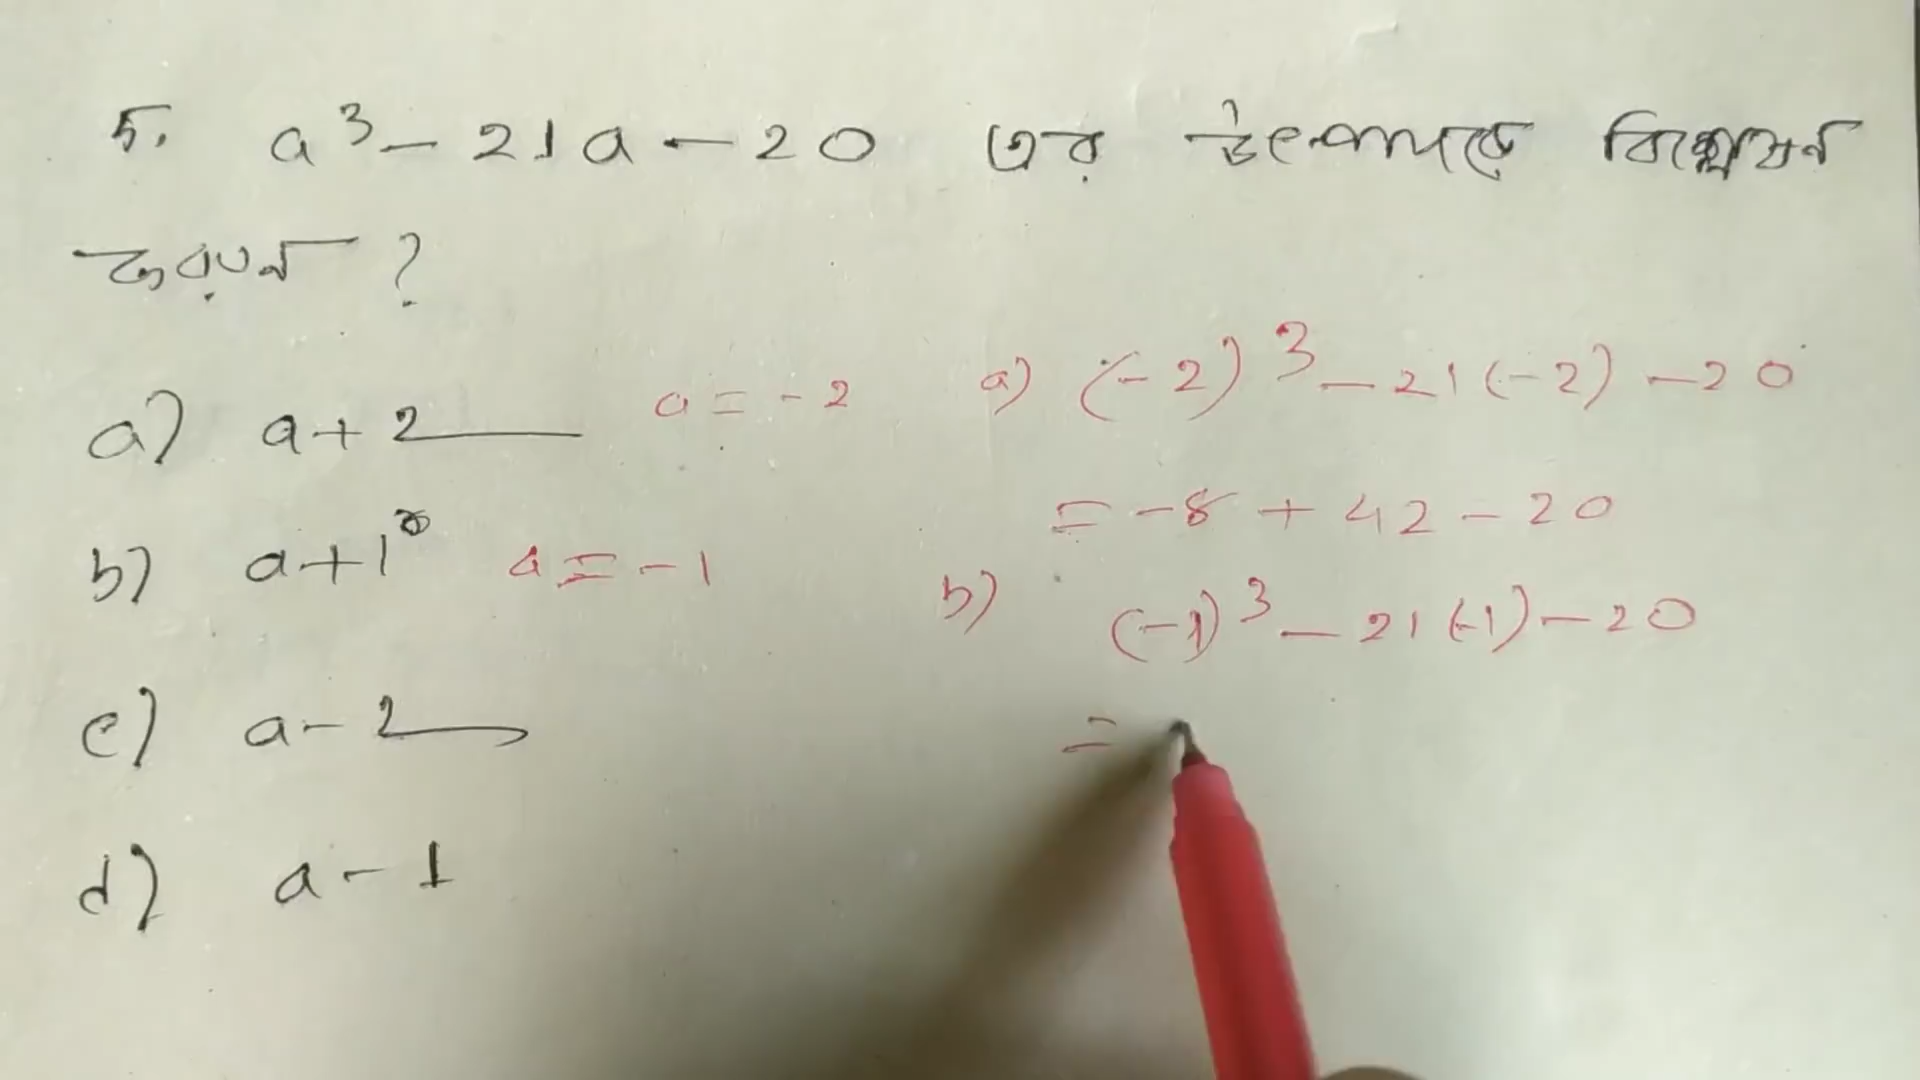 5. a³ - 21a - 20 এর উৎপাদকে বিশ্লেষণ
করুন ?
a) a + 2 a = - 2 a) (-2)³ - 21 (-2) - 20
= -8 + 42 - 20
b) a + 1 a = - 1 b) (-1)³ - 21 (-1) - 20
c) a - 2 =
d) a - 1